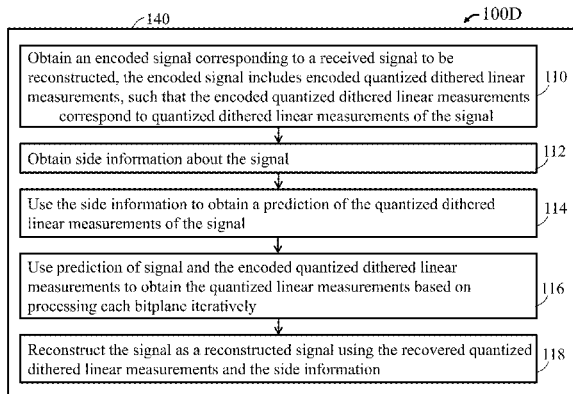 140
100D
Obtain an encoded signal corresponding to a received signal to be
reconstructed, the encoded signal includes encoded quantized dithered linear
measurements, such that the encoded quantized dithered linear measurements
correspond to quantized dithered linear measurements of the signal
110
Obtain side information about the signal
112
Use the side information to obtain a prediction of the quantized dithered
linear measurements of the signal
114
Use prediction of signal and the encoded quantized dithered linear
measurements to obtain the quantized linear measurements based on
processing each bitplane iteratively
116
Reconstruct the signal as a reconstructed signal using the recovered quantized
dithered linear measurements and the side information
118